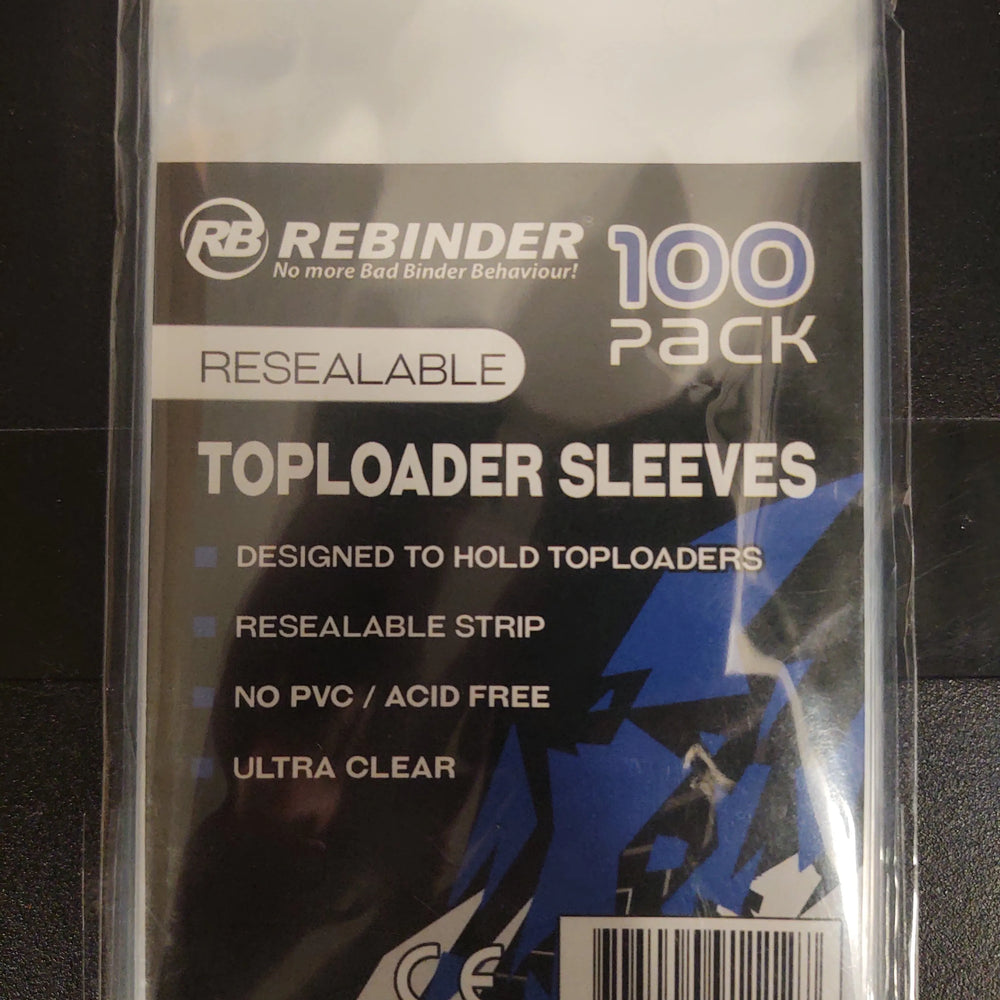 RB REBINDER
No more Bad Binder Behaviour!
100
PACK
RESEALABLE
TOPLOADER SLEEVES
DESIGNED TO HOLD TOPLOADERS
RESEALABLE STRIP
NO PVC / ACID FREE
ULTRA CLEAR
CE